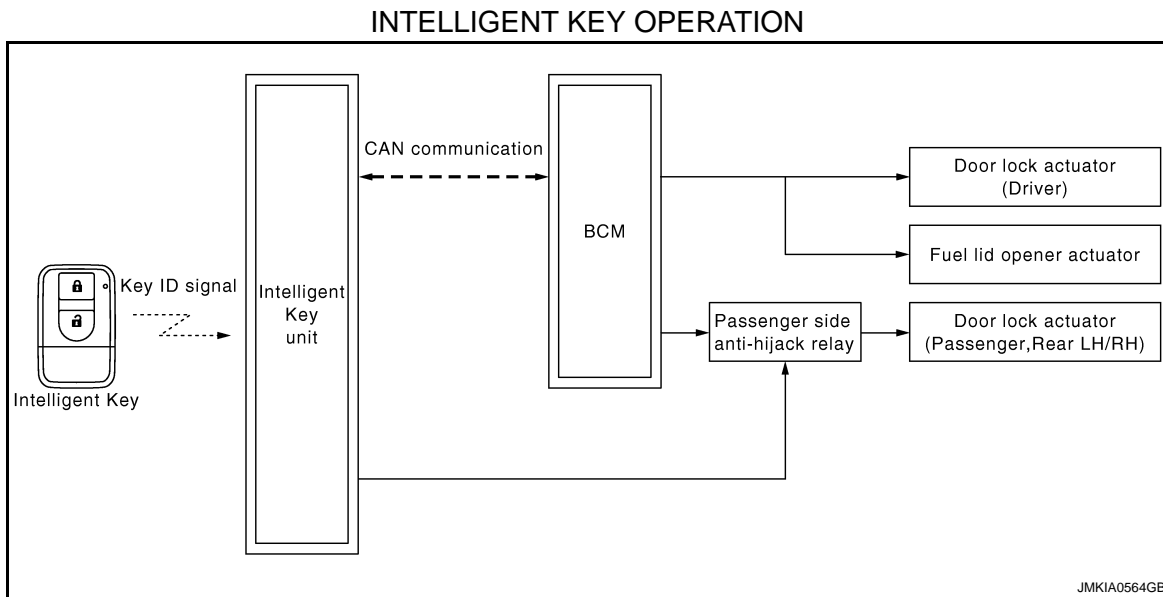 INTELLIGENT KEY OPERATION
CAN communication
Door lock actuator
(Driver)
BCM
Fuel lid opener actuator
Key ID signal
Intelligent
Key
unit
Passenger side
anti-hijack relay
Door lock actuator
(Passenger,Rear LH/RH)
Intelligent Key
JMKIA0564GB